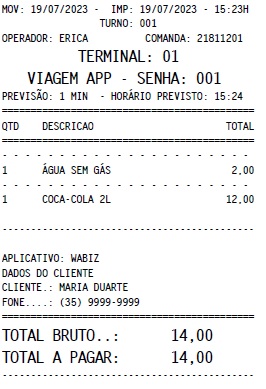 MOV: 19/07/2023 - IMP: 19/07/2023 - 15:23H
TURNO: 001
OPERADOR: ERICA COMANDA: 21811201
TERMINAL: 01
VIAGEM APP - SENHA: 001
PREVISÃO: 1 MIN - HORÁRIO PREVISTO: 15:24
QTD DESCRICAO TOTAL
1 ÁGUA SEM GÁS 2,00
1 COCA-COLA 2L 12,00
APLICATIVO: WABIZ
DADOS DO CLIENTE
CLIENTE.: MARIA DUARTE
FONE....: (35) 9999-9999
TOTAL BRUTO..: 14,00
TOTAL A PAGAR: 14,00